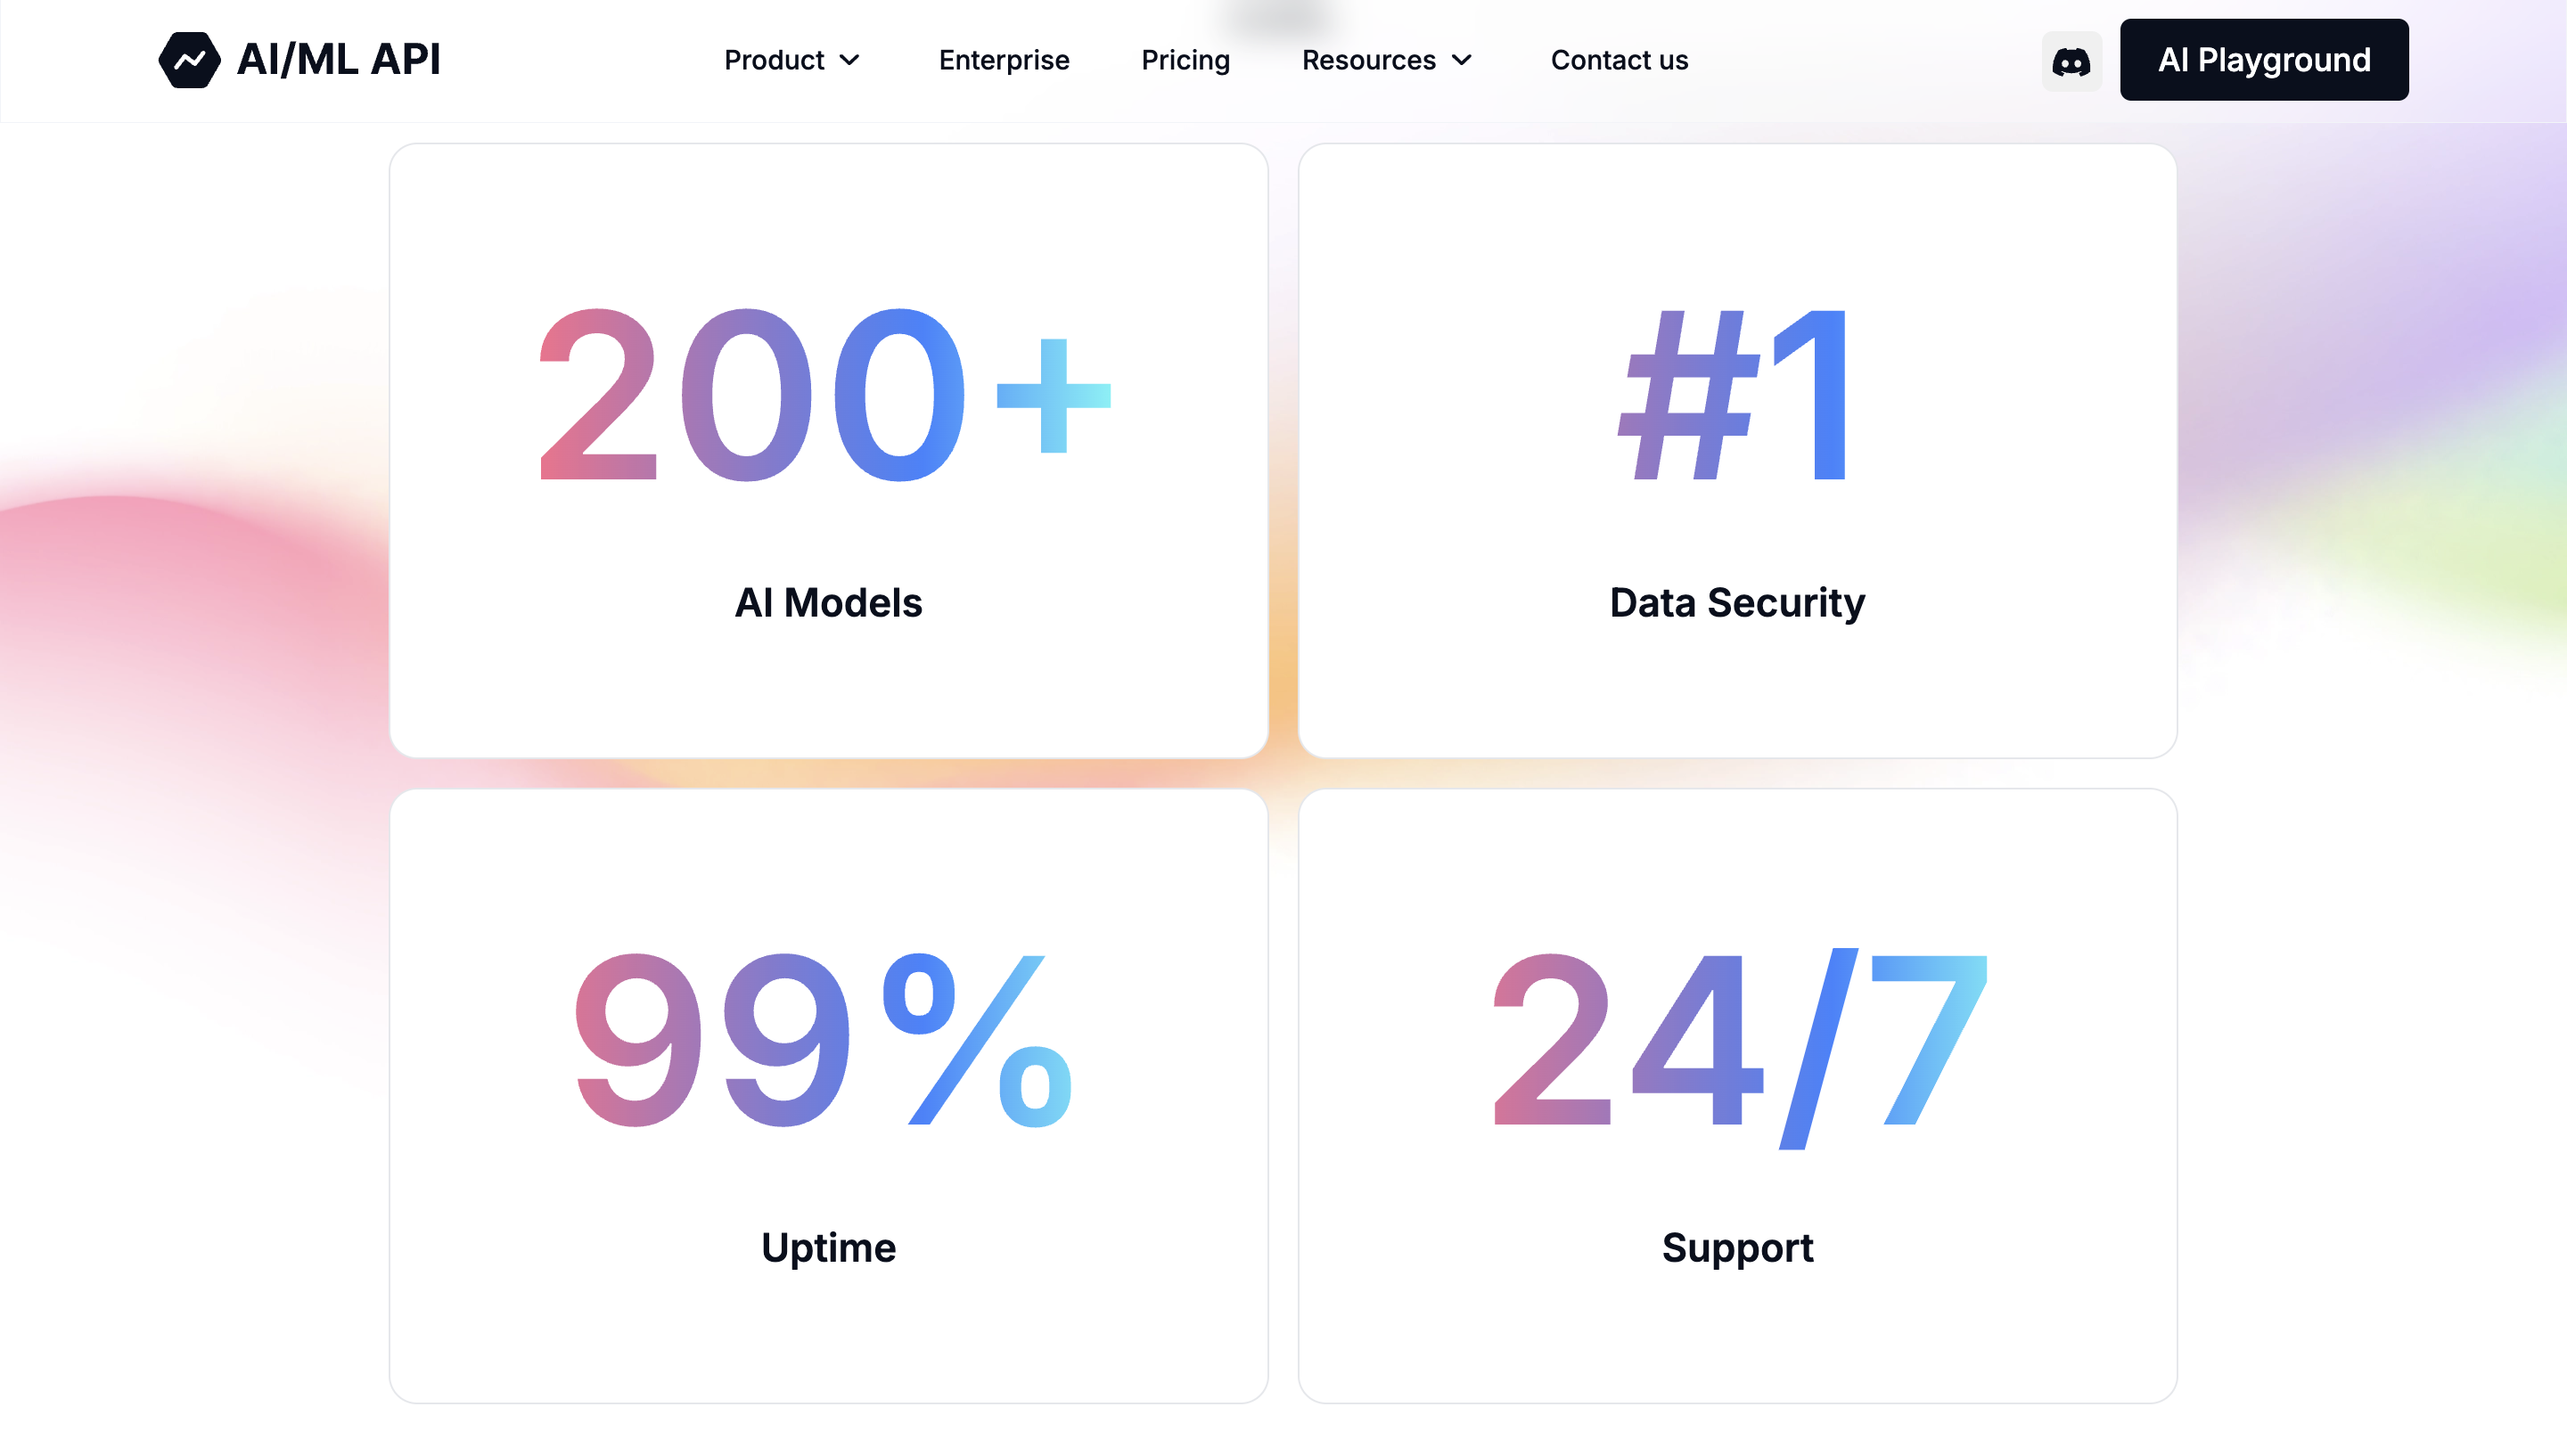 AI/ML API
Product
Enterprise
Pricing
Resources
Contact us
AI Playground
200+
AI Models
#1
Data Security
99%
Uptime
24/7
Support